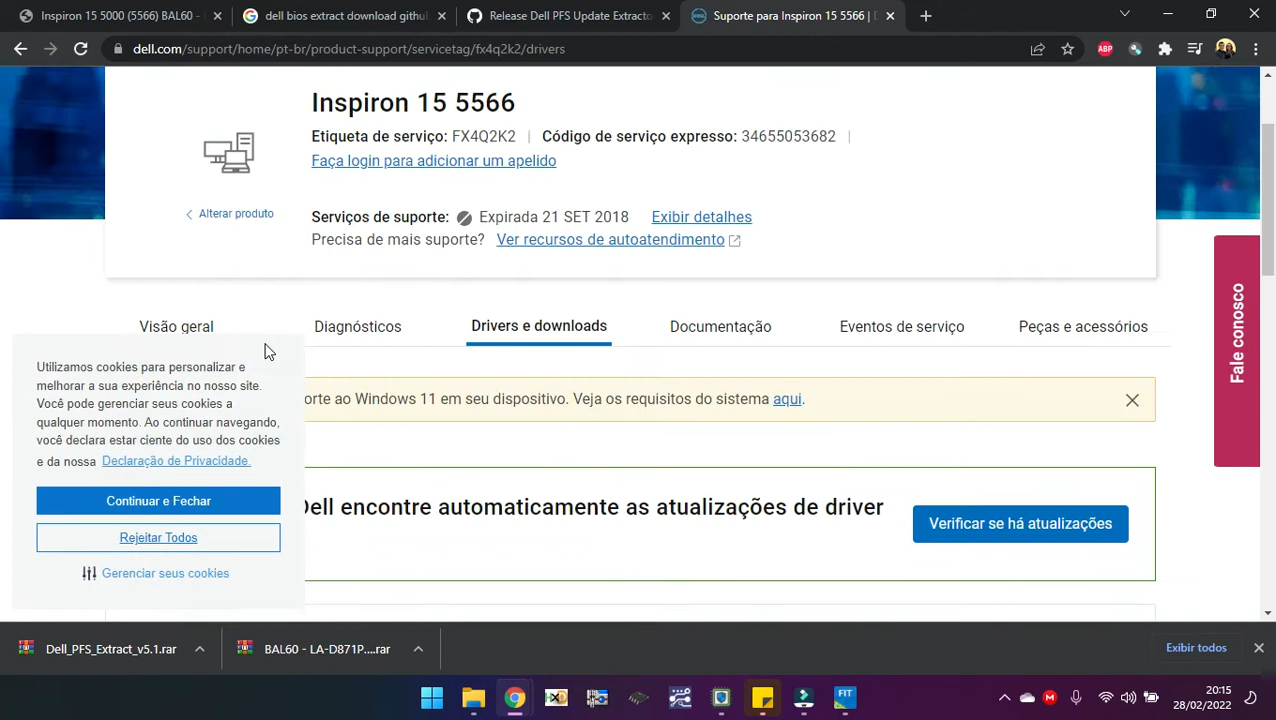 Inspiron 15 5000 (5566) BAL60 -
dell bios extract download githu
Release Dell PFS Update Extracto
Suporte para Inspiron 15 5566 | D
dell.com/support/home/pt-br/product-support/servicetag/fx4q2k2/drivers
ABP
Inspiron 15 5566
Etiqueta de serviço: FX4Q2K2
Código de serviço expresso: 34655053682
Faça login para adicionar um apelido
Alterar produto
Serviços de suporte: Expirada 21 SET 2018 Exibir detalhes
Precisa de mais suporte? Ver recursos de autoatendimento
Fale conosco
Visão geral
Diagnósticos
Drivers e downloads
Documentação
Eventos de serviço
Peças e acessórios
Utilizamos cookies para personalizar e
melhorar a sua experiência no nosso site.
Você pode gerenciar seus cookies a
qualquer momento. Ao continuar navegando,
você declara estar ciente do uso dos cookies
e da nossa Declaração de Privacidade.
Continuar e Fechar
Rejeitar Todos
Gerenciar seus cookies
orte ao Windows 11 em seu dispositivo. Veja os requisitos do sistema aqui.
Dell encontre automaticamente as atualizações de driver
Verificar se há atualizações
Dell_PFS_Extract_v5.1.rar
BAL60 - LA-D871P....rar
Exibir todos
FIT
20:15
28/02/2022